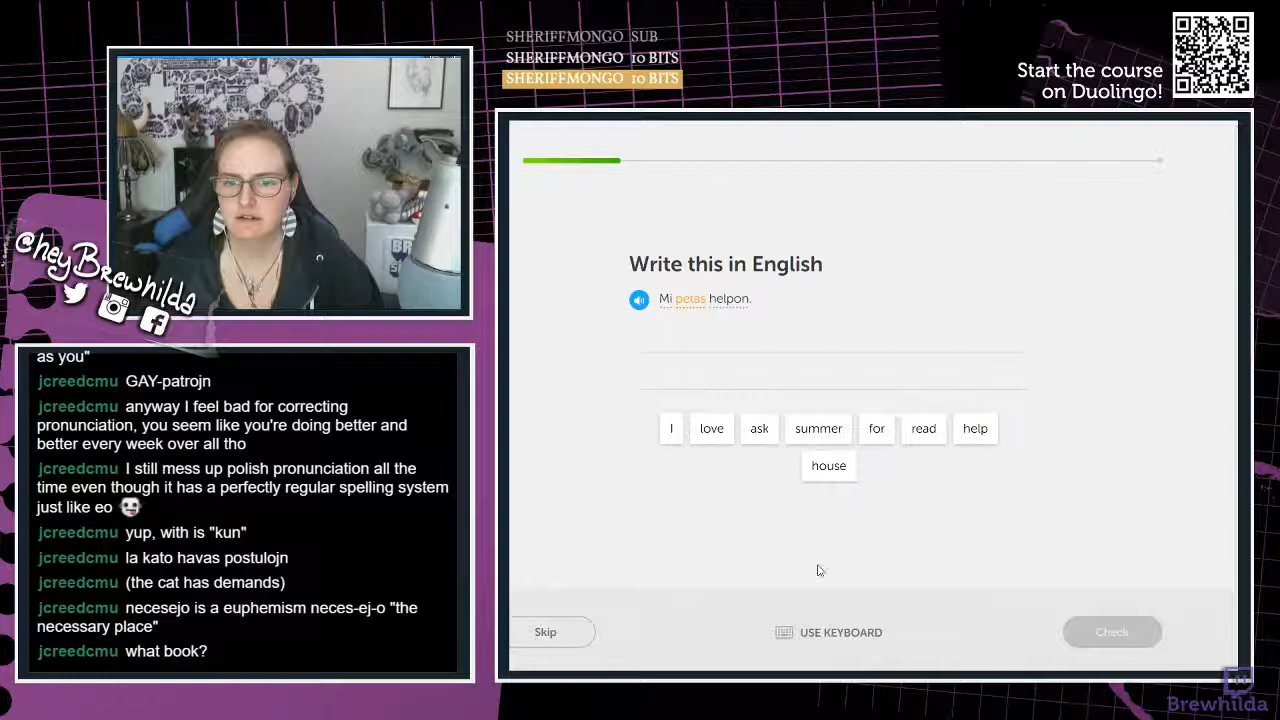 SHERIFFMONGO SUB
SHERIFFMONGO 10 BITS
SHERIFFMONGO 10 BITS
Start the course
on Duolingo!
@heyBrewhilda
Write this in English
Mi petas helpon.
I love ask summer for read help
house
Skip
USE KEYBOARD
Check
as you"
jcreedcmu GAY-patrojn
jcreedcmu anyway I feel bad for correcting
pronunciation, you seem like you're doing better and
better every week over all tho
jcreedcmu I still mess up polish pronunciation all the
time even though it has a perfectly regular spelling system
just like eo
jcreedcmu yup, with is "kun"
jcreedcmu la kato havas postulojn
jcreedcmu (the cat has demands)
jcreedcmu necesejo is a euphemism neces-ej-o "the
necessary place"
jcreedcmu what book?
Brewhilda